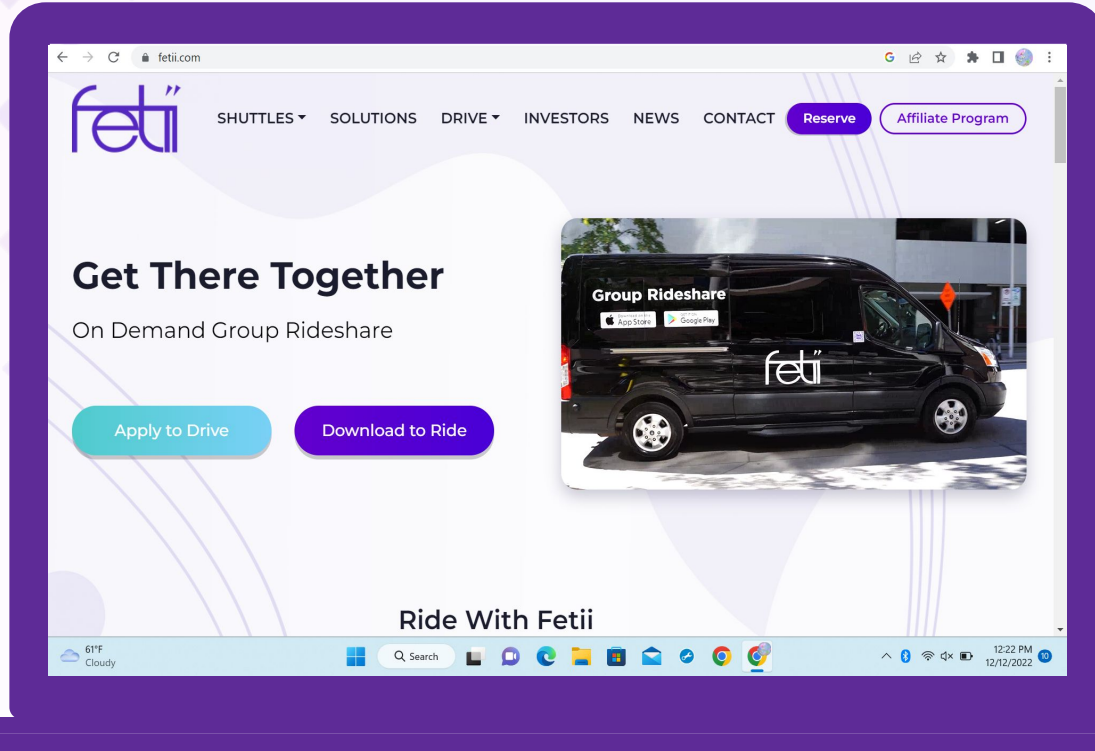 fetii.com
fetii
SHUTTLES
SOLUTIONS
DRIVE
INVESTORS
NEWS
CONTACT
Reserve
Affiliate Program
Get There Together
On Demand Group Rideshare
Apply to Drive
Download to Ride
Group Rideshare
App Store
Google Play
fetii
Ride With Fetii
61°F
Cloudy
Search
12:22 PM
12/12/2022
10